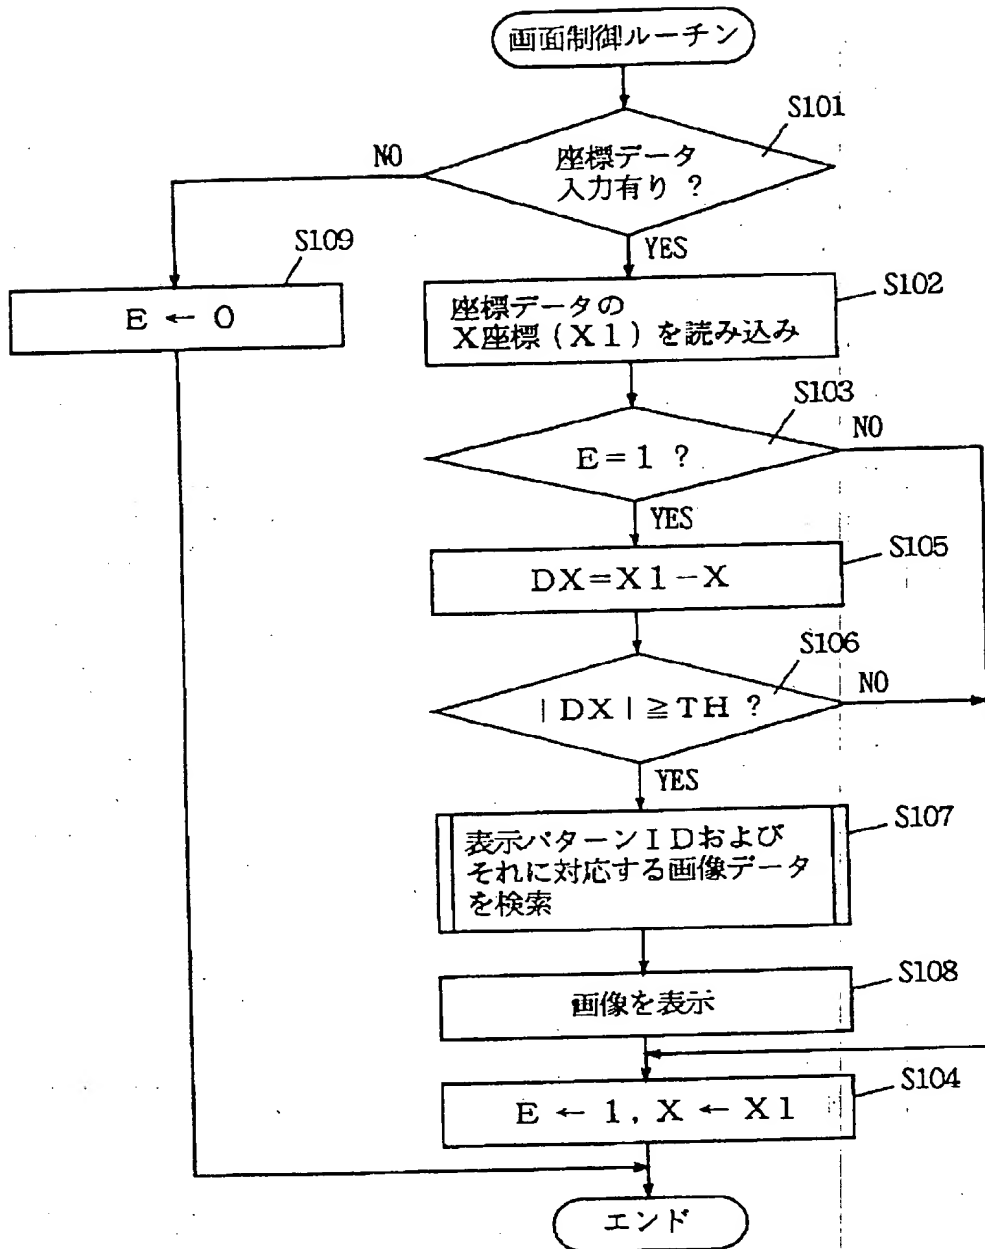 画面制御ルーチン
S101
座標データ
入力有り ?
NO
YES
S109
E ← 0
S102
座標データの
X座標(X1)を読み込み
S103
E=1 ?
NO
YES
S105
DX=X1-X
S106
|DX|≧TH ?
NO
YES
S107
表示パターンIDおよび
それに対応する画像データ
を検索
S108
画像を表示
S104
E ← 1, X ← X1
エンド